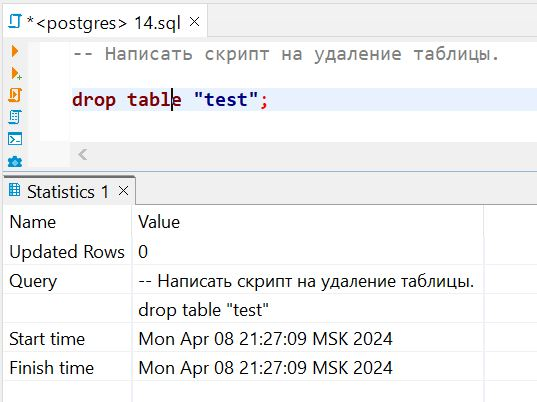 *<postgres> 14.sql
-- Написать скрипт на удаление таблицы.
drop table "test";
Statistics 1
Name Value
Updated Rows 0
Query -- Написать скрипт на удаление таблицы.
drop table "test"
Start time Mon Apr 08 21:27:09 MSK 2024
Finish time Mon Apr 08 21:27:09 MSK 2024